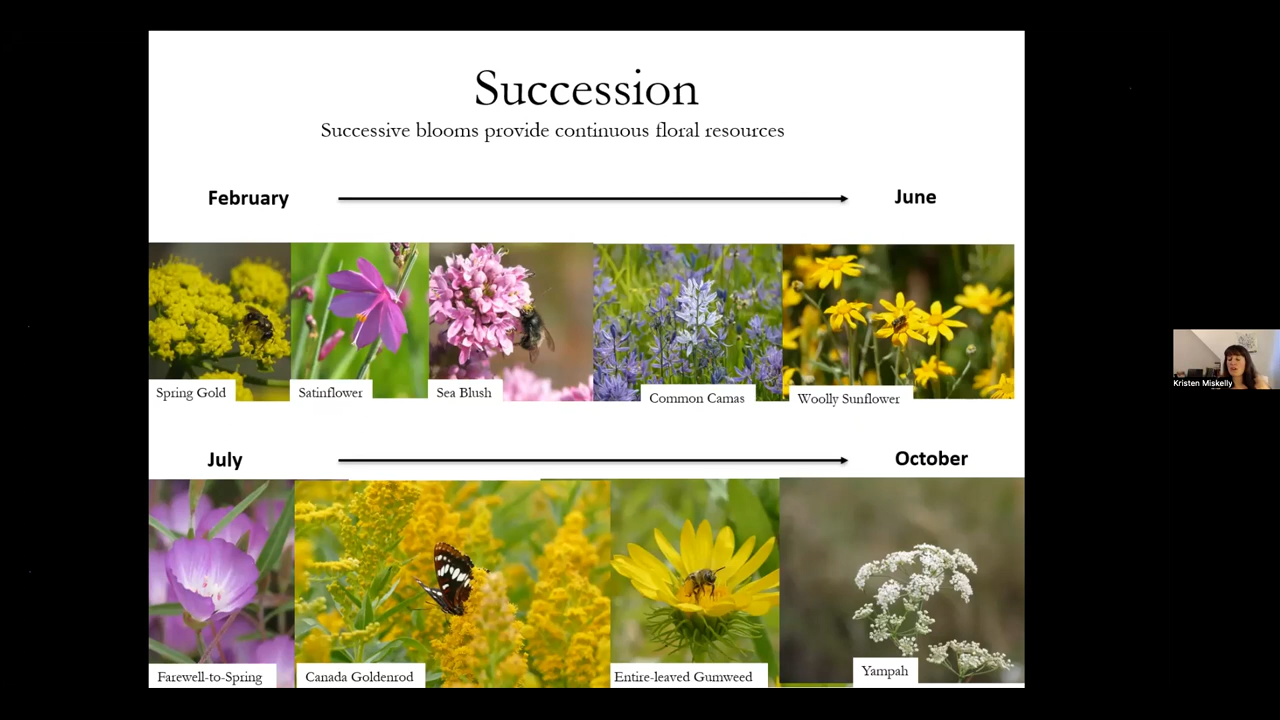 Succession
Successive blooms provide continuous floral resources
February
June
Spring Gold
Satinflower
Sea Blush
Common Camas
Woolly Sunflower
July
October
Farewell-to-Spring
Canada Goldenrod
Entire-leaved Gumweed
Yampah
Kristen Miskelly